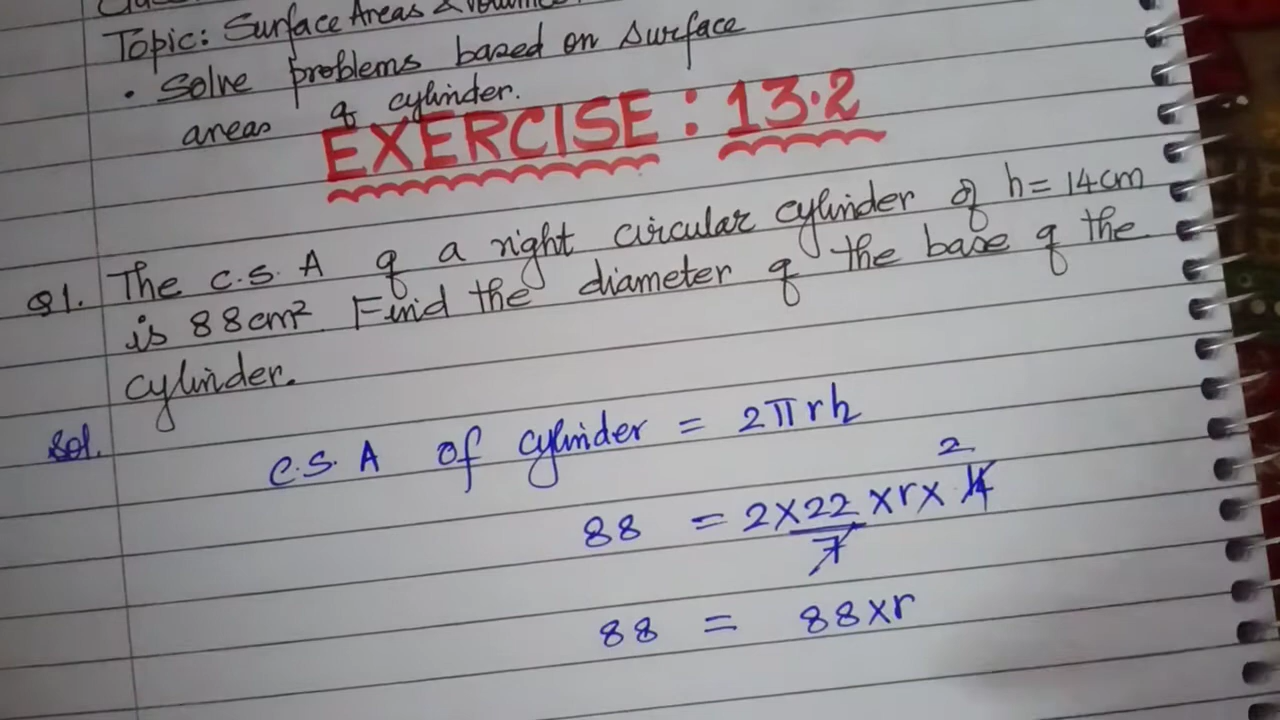 Topic: Surface Areas &
• Solve problems based on surface
areas of cylinder.
EXERCISE : 13.2
Q1. The C.S.A of a right circular cylinder of h = 14cm
is 88cm². Find the diameter of the base of the
cylinder.
Sol. C.S.A of cylinder = 2πrh
2
88 = 2 × 22 × r × 14
7
88 = 88 × r